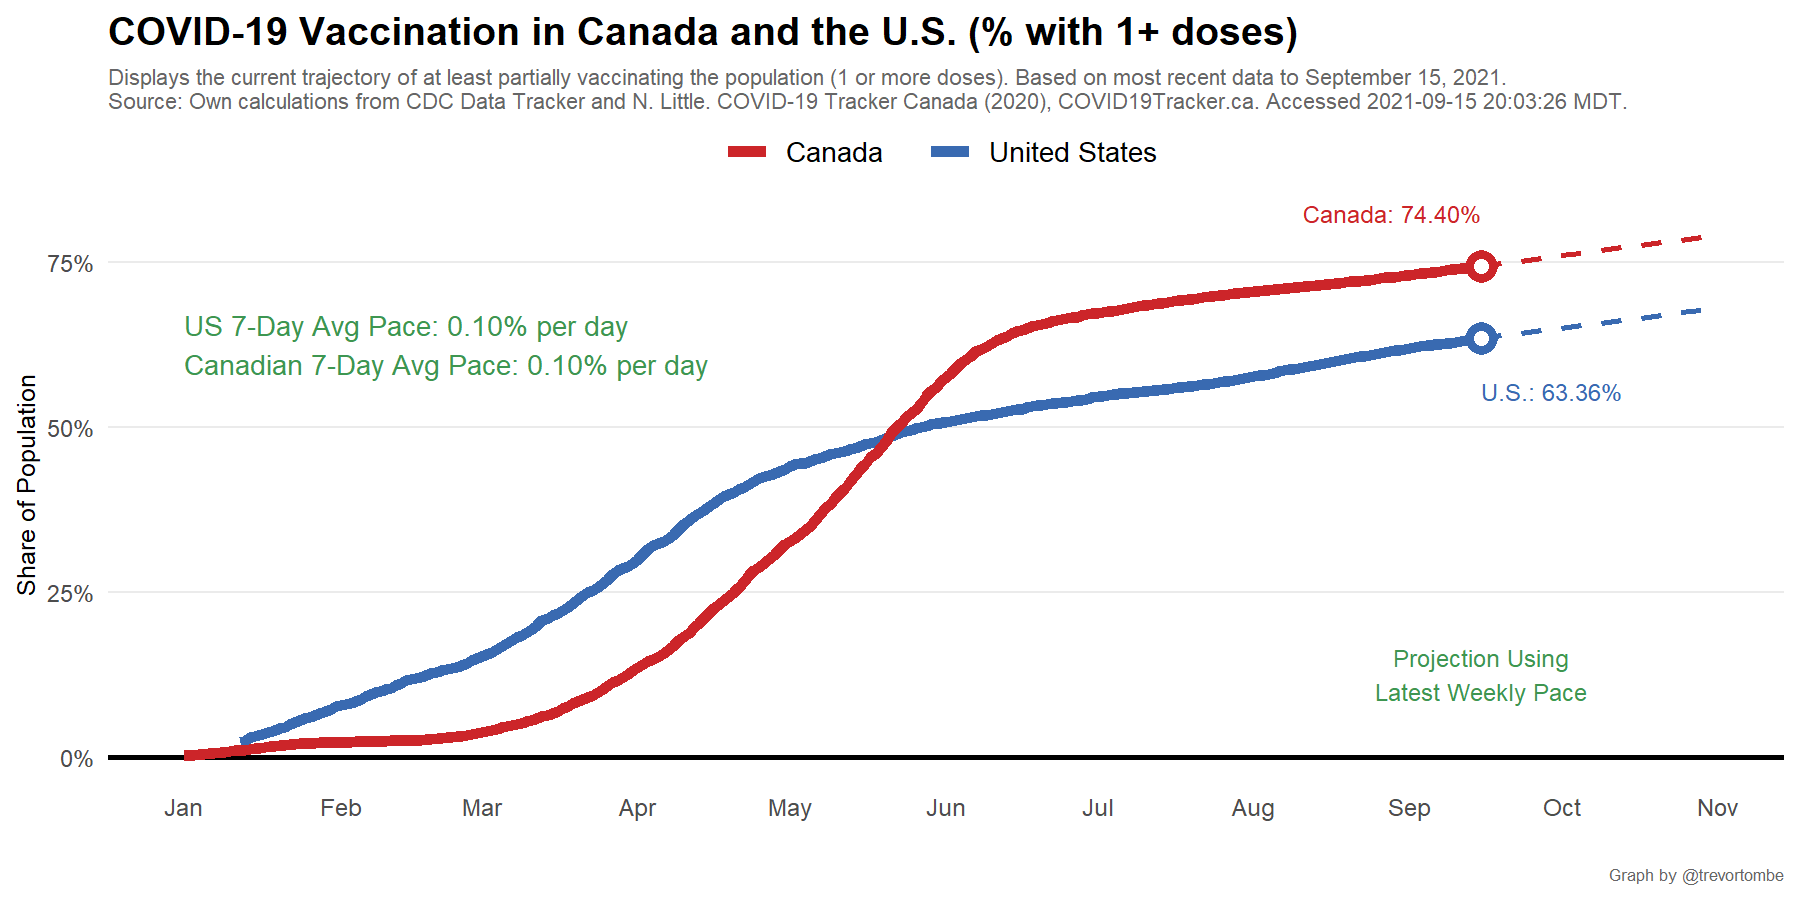 COVID-19 Vaccination in Canada and the U.S. (% with 1+ doses)
Displays the current trajectory of at least partially vaccinating the population (1 or more doses). Based on most recent data to September 15, 2021.
Source: Own calculations from CDC Data Tracker and N. Little. COVID-19 Tracker Canada (2020), COVID19Tracker.ca. Accessed 2021-09-15 20:03:26 MDT.
Canada
United States
Canada: 74.40%
75%
US 7-Day Avg Pace: 0.10% per day
Canadian 7-Day Avg Pace: 0.10% per day
U.S.: 63.36%
Share of Population
50%
25%
Projection Using
Latest Weekly Pace
0%
Jan Feb Mar Apr May Jun Jul Aug Sep Oct Nov
Graph by @trevortombe